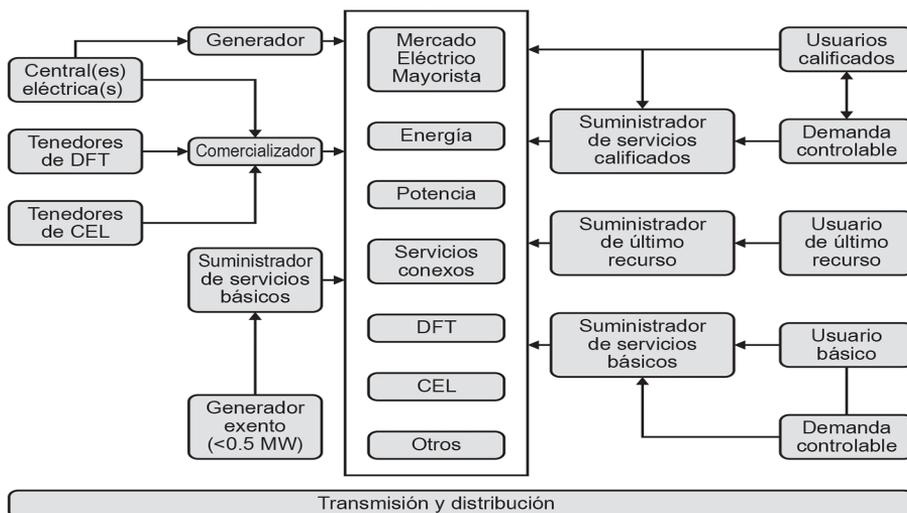 Generador
Central(es)
eléctrica(s)
Tenedores
de DFT
Comercializador
Tenedores
de CEL
Suministrador
de servicios
básicos
Generador
exento
(<0.5 MW)
Mercado
Eléctrico
Mayorista
Energía
Potencia
Servicios
conexos
DFT
CEL
Otros
Usuarios
calificados
Suministrador
de servicios
calificados
Demanda
controlable
Suministrador
de último
recurso
Usuario
de último
recurso
Suministrador
de servicios
básicos
Usuario
básico
Demanda
controlable
Transmisión y distribución